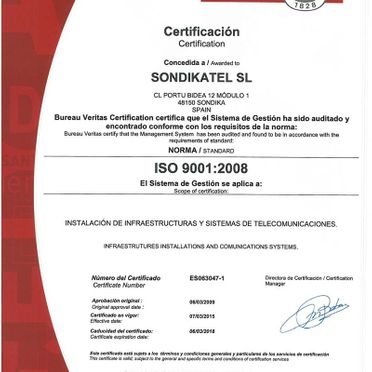 1828
Certificación
Certification
Concedida a / Awarded to
SONDIKATEL SL
CL PORTU BIDEA 12 MÓDULO 1
48150 SONDIKA
SPAIN
Bureau Veritas Certification certifica que el Sistema de Gestión ha sido auditado y
encontrado conforme con los requisitos de la norma:
Bureau Veritas certify that the Management System has been audited and found to be in accordance with the
requirements of standard:
NORMA / STANDARD
ISO 9001:2008
El Sistema de Gestión se aplica a:
Scope of certification:
INSTALACIÓN DE INFRAESTRUCTURAS Y SISTEMAS DE TELECOMUNICACIONES.
INFRAESTRUTURES INSTALLATIONS AND COMUNICATIONS SYSTEMS.
Número del Certificado ES063047-1 Directora de Certificación / Certification
Certificate Number Manager
Aprobación original : 06/03/2009
Original approval date :
Certificado en vigor: 07/03/2015
Effective date:
Caducidad del certificado: 06/03/2018
Certificate expiration date:
Este certificado está sujeto a los términos y condiciones generales y particulares de los servicios de certificación
This certificate is valid, subject to the general and specific terms and conditions of certification services